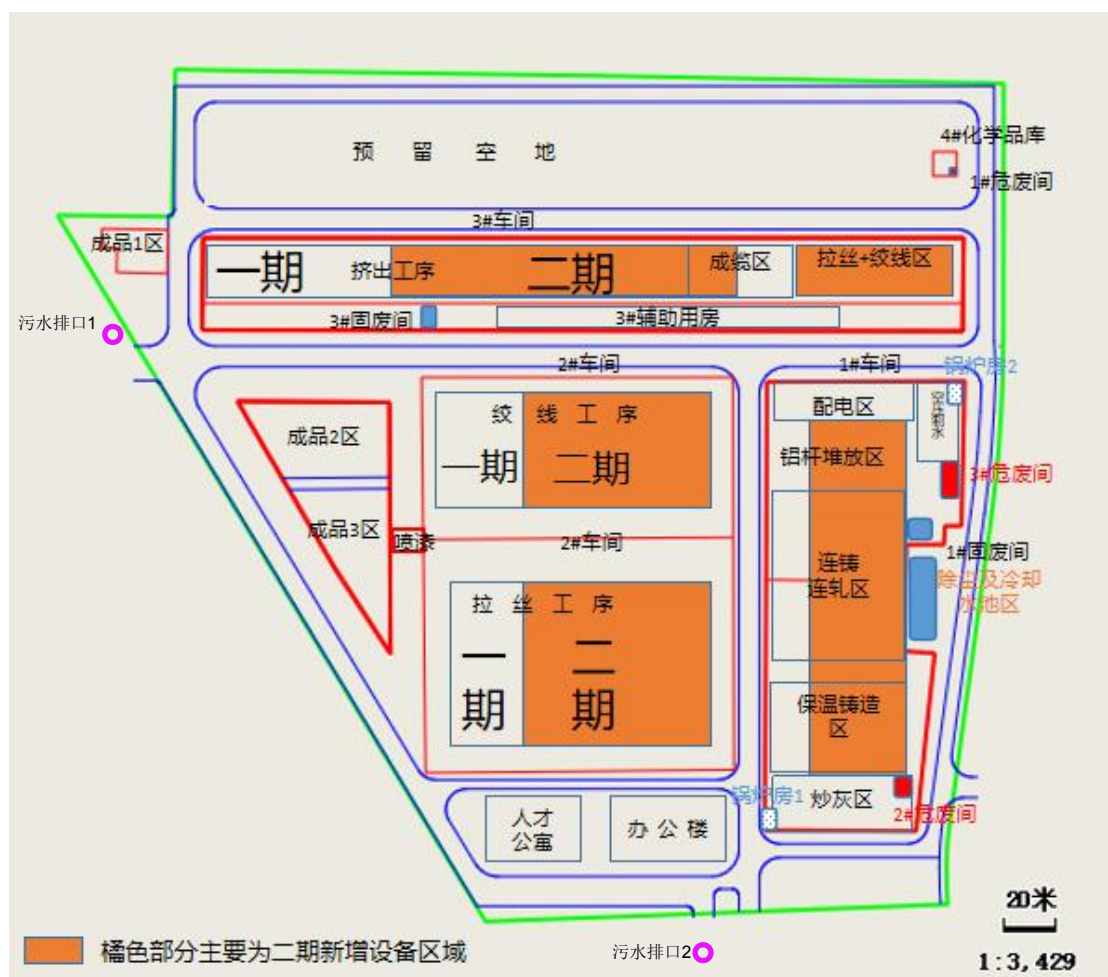 预 留 空 地
4#化学品库
1#危废间
3#车间
成品1区
一期
挤出工序
二期
成缆区
拉丝+绞线区
污水排口1
3#固废间
3#辅助用房
2#车间
1#车间
锅炉房2
绞 线 工 序
配电区
空压制水
成品2区
一期
二期
铝杆堆放区
3#危废间
成品3区
喷漆
2#车间
1#固废间
连铸
连轧区
除尘及冷却
水池区
拉 丝 工 序
一
期
二
期
保温铸造
区
锅炉房1
炒灰区
2#危废间
人才
公寓
办 公 楼
20米
橘色部分主要为二期新增设备区域
污水排口2
1:3,429